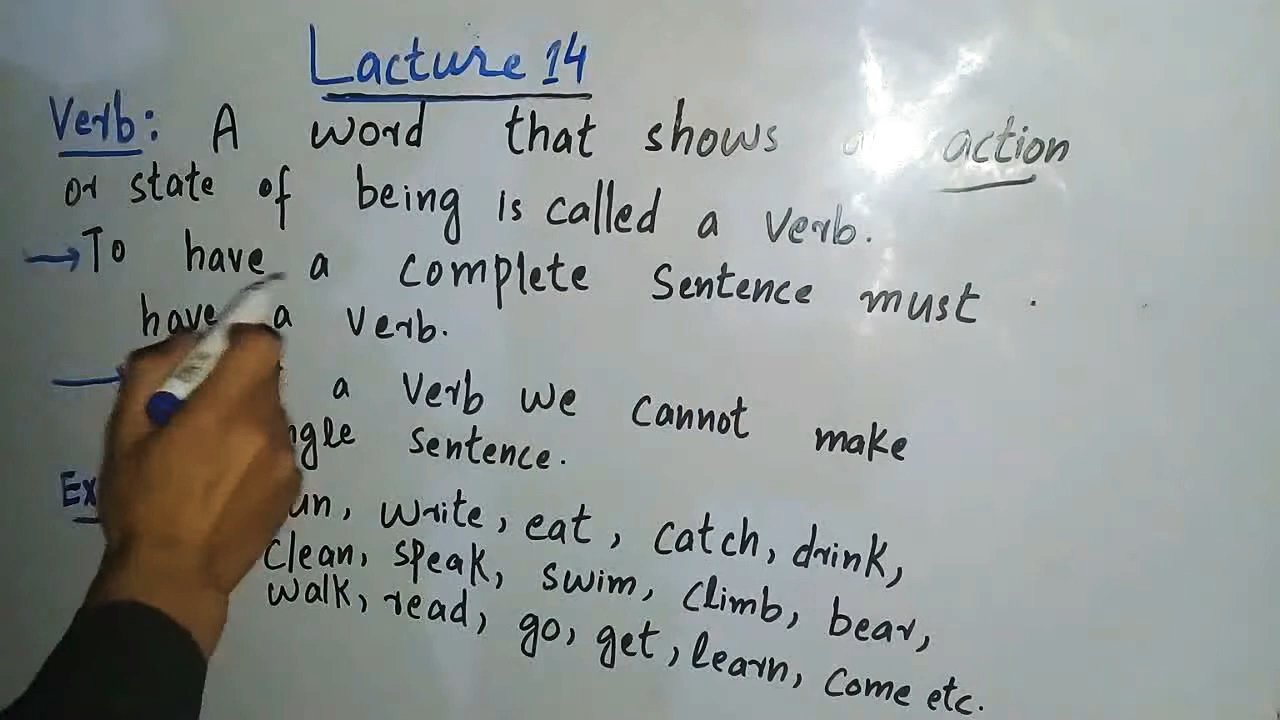 Lacture 14
Verb: A word that shows action
or state of being is called a verb.
→ To have a complete Sentence must
have a verb.
a verb we cannot make
sentence.
write, eat, catch, drink,
clean, speak, swim, climb, bear,
walk, read, go, get, learn, come etc.